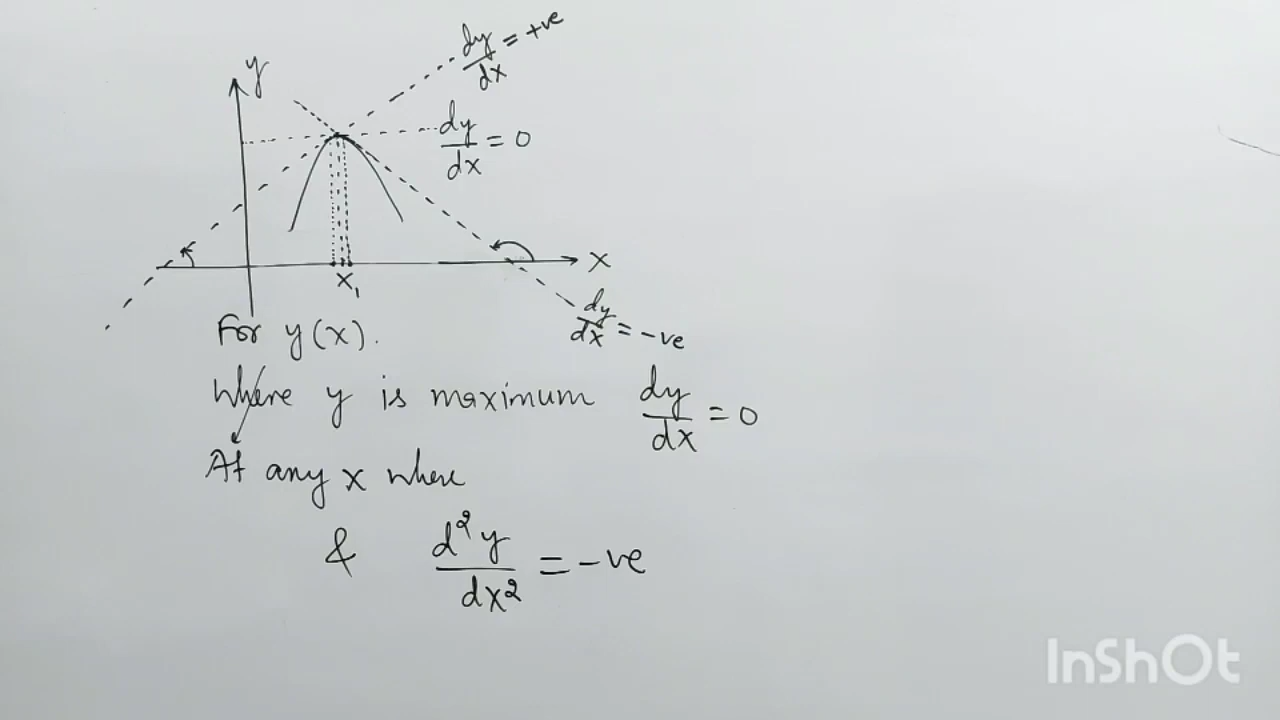 y
dy/dx = +ve
dy/dx = 0
x
x₁
dy/dx = -ve
For y(x).
Where y is maximum dy/dx = 0
At any x where
& d²y/dx² = -ve
InShOt